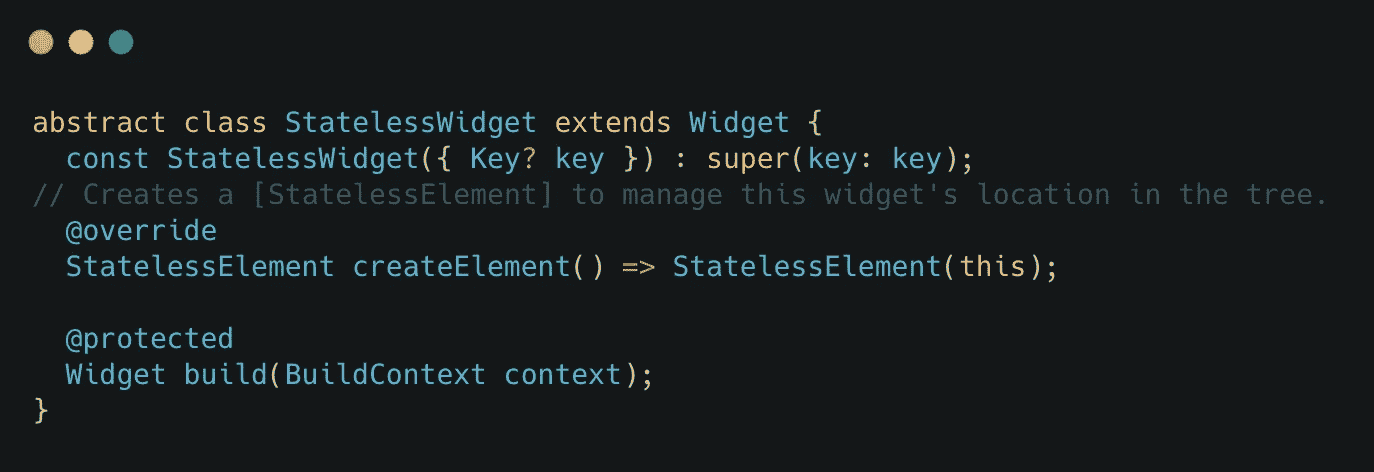 abstract class StatelessWidget extends Widget {
  const StatelessWidget({ Key? key }) : super(key: key);
// Creates a [StatelessElement] to manage this widget's location in the tree.
  @override
  StatelessElement createElement() => StatelessElement(this);

  @protected
  Widget build(BuildContext context);
}